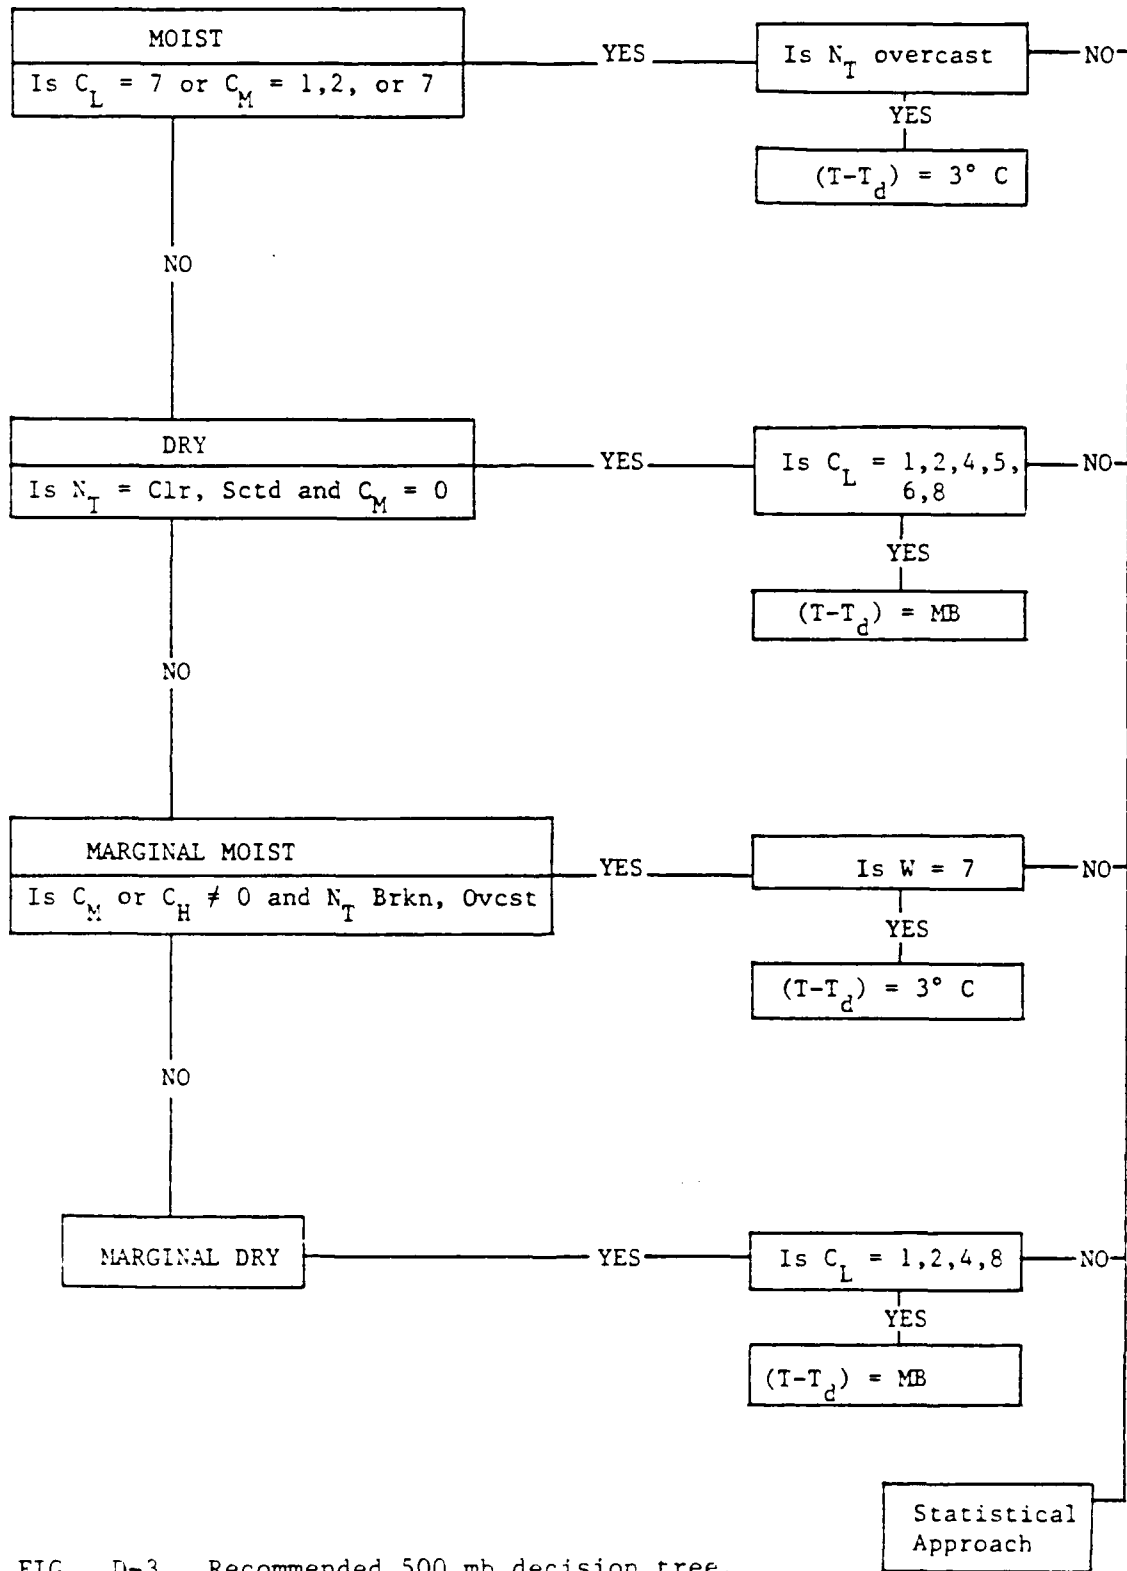 MOIST
Is C_L = 7 or C_M = 1,2, or 7
YES
Is N_T overcast
NO
YES
(T-T_d) = 3° C
NO
DRY
Is N_T = Clr, Sctd and C_M = 0
YES
Is C_L = 1,2,4,5,
6,8
NO
YES
(T-T_d) = MB
NO
MARGINAL MOIST
Is C_M or C_H ≠ 0 and N_T Brkn, Ovcst
YES
Is W = 7
NO
YES
(T-T_d) = 3° C
NO
MARGINAL DRY
YES
Is C_L = 1,2,4,8
NO
YES
(T-T_d) = MB
Statistical
Approach
FIG. D-3 Recommended 500 mb decision tree